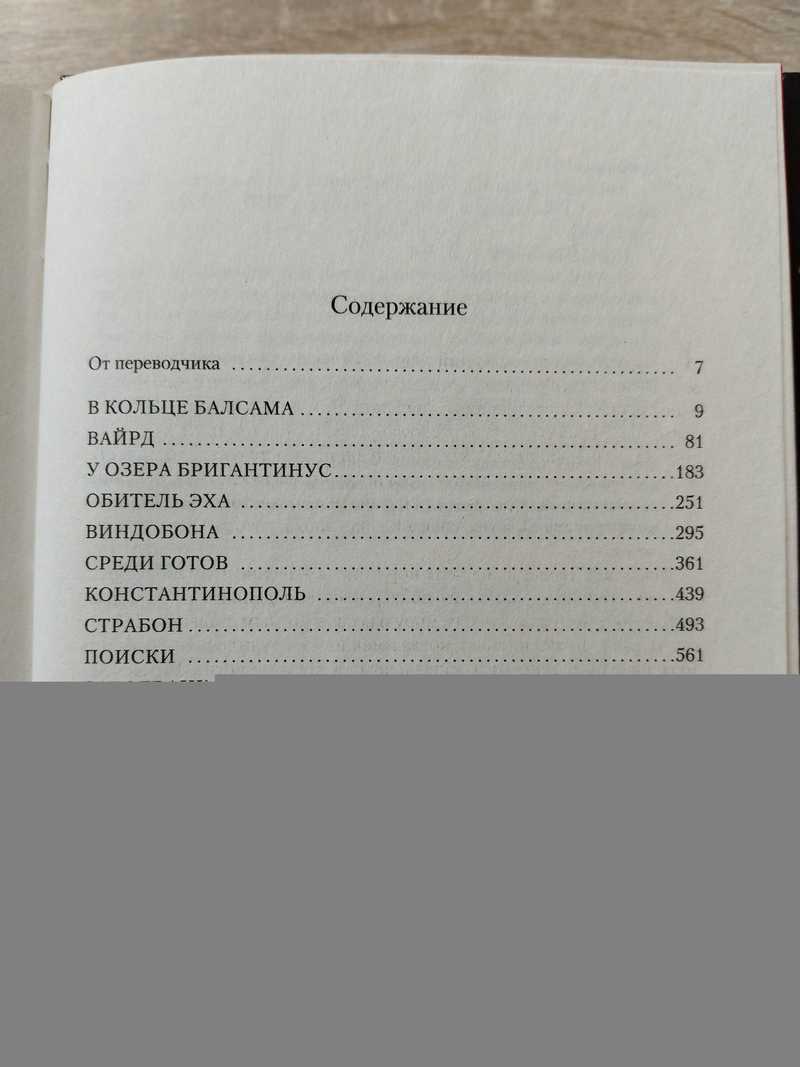 Содержание
От переводчика ........................................ 7
В КОЛЬЦЕ БАЛСАМА ........................................ 9
ВАЙРД ........................................ 81
У ОЗЕРА БРИГАНТИНУС ........................................ 183
ОБИТЕЛЬ ЭХА ........................................ 251
ВИНДОБОНА ........................................ 295
СРЕДИ ГОТОВ ........................................ 361
КОНСТАНТИНОПОЛЬ ........................................ 439
СТРАБОН ........................................ 493
ПОИСКИ ........................................ 561